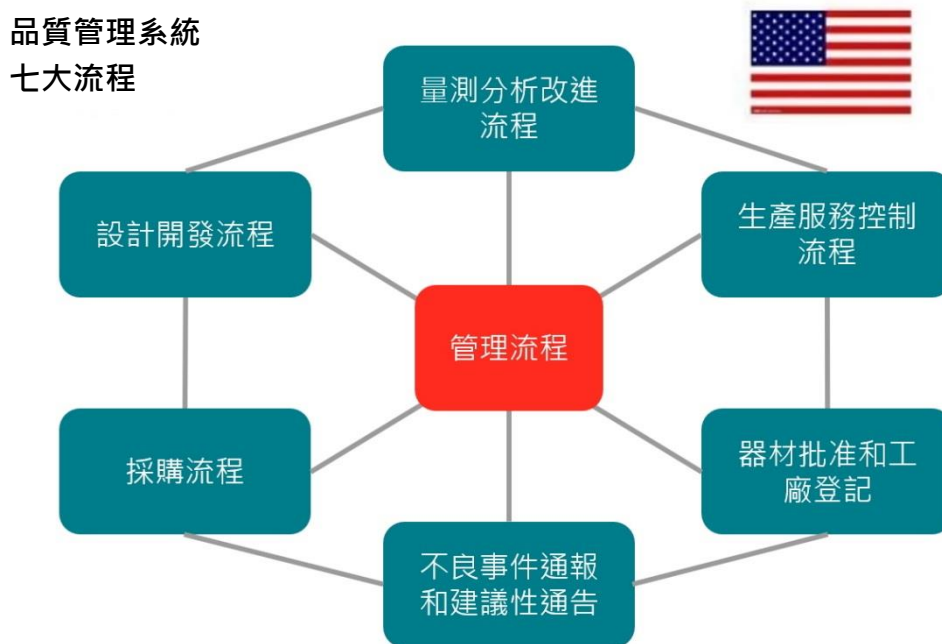 品質管理系統
七大流程
量測分析改進
流程
設計開發流程
生產服務控制
流程
管理流程
採購流程
器材批准和工
廠登記
不良事件通報
和建議性通告